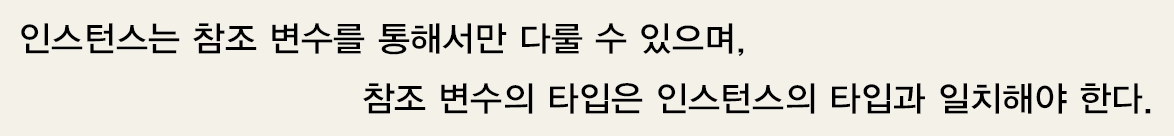 인스턴스는 참조 변수를 통해서만 다룰 수 있으며,
참조 변수의 타입은 인스턴스의 타입과 일치해야 한다.